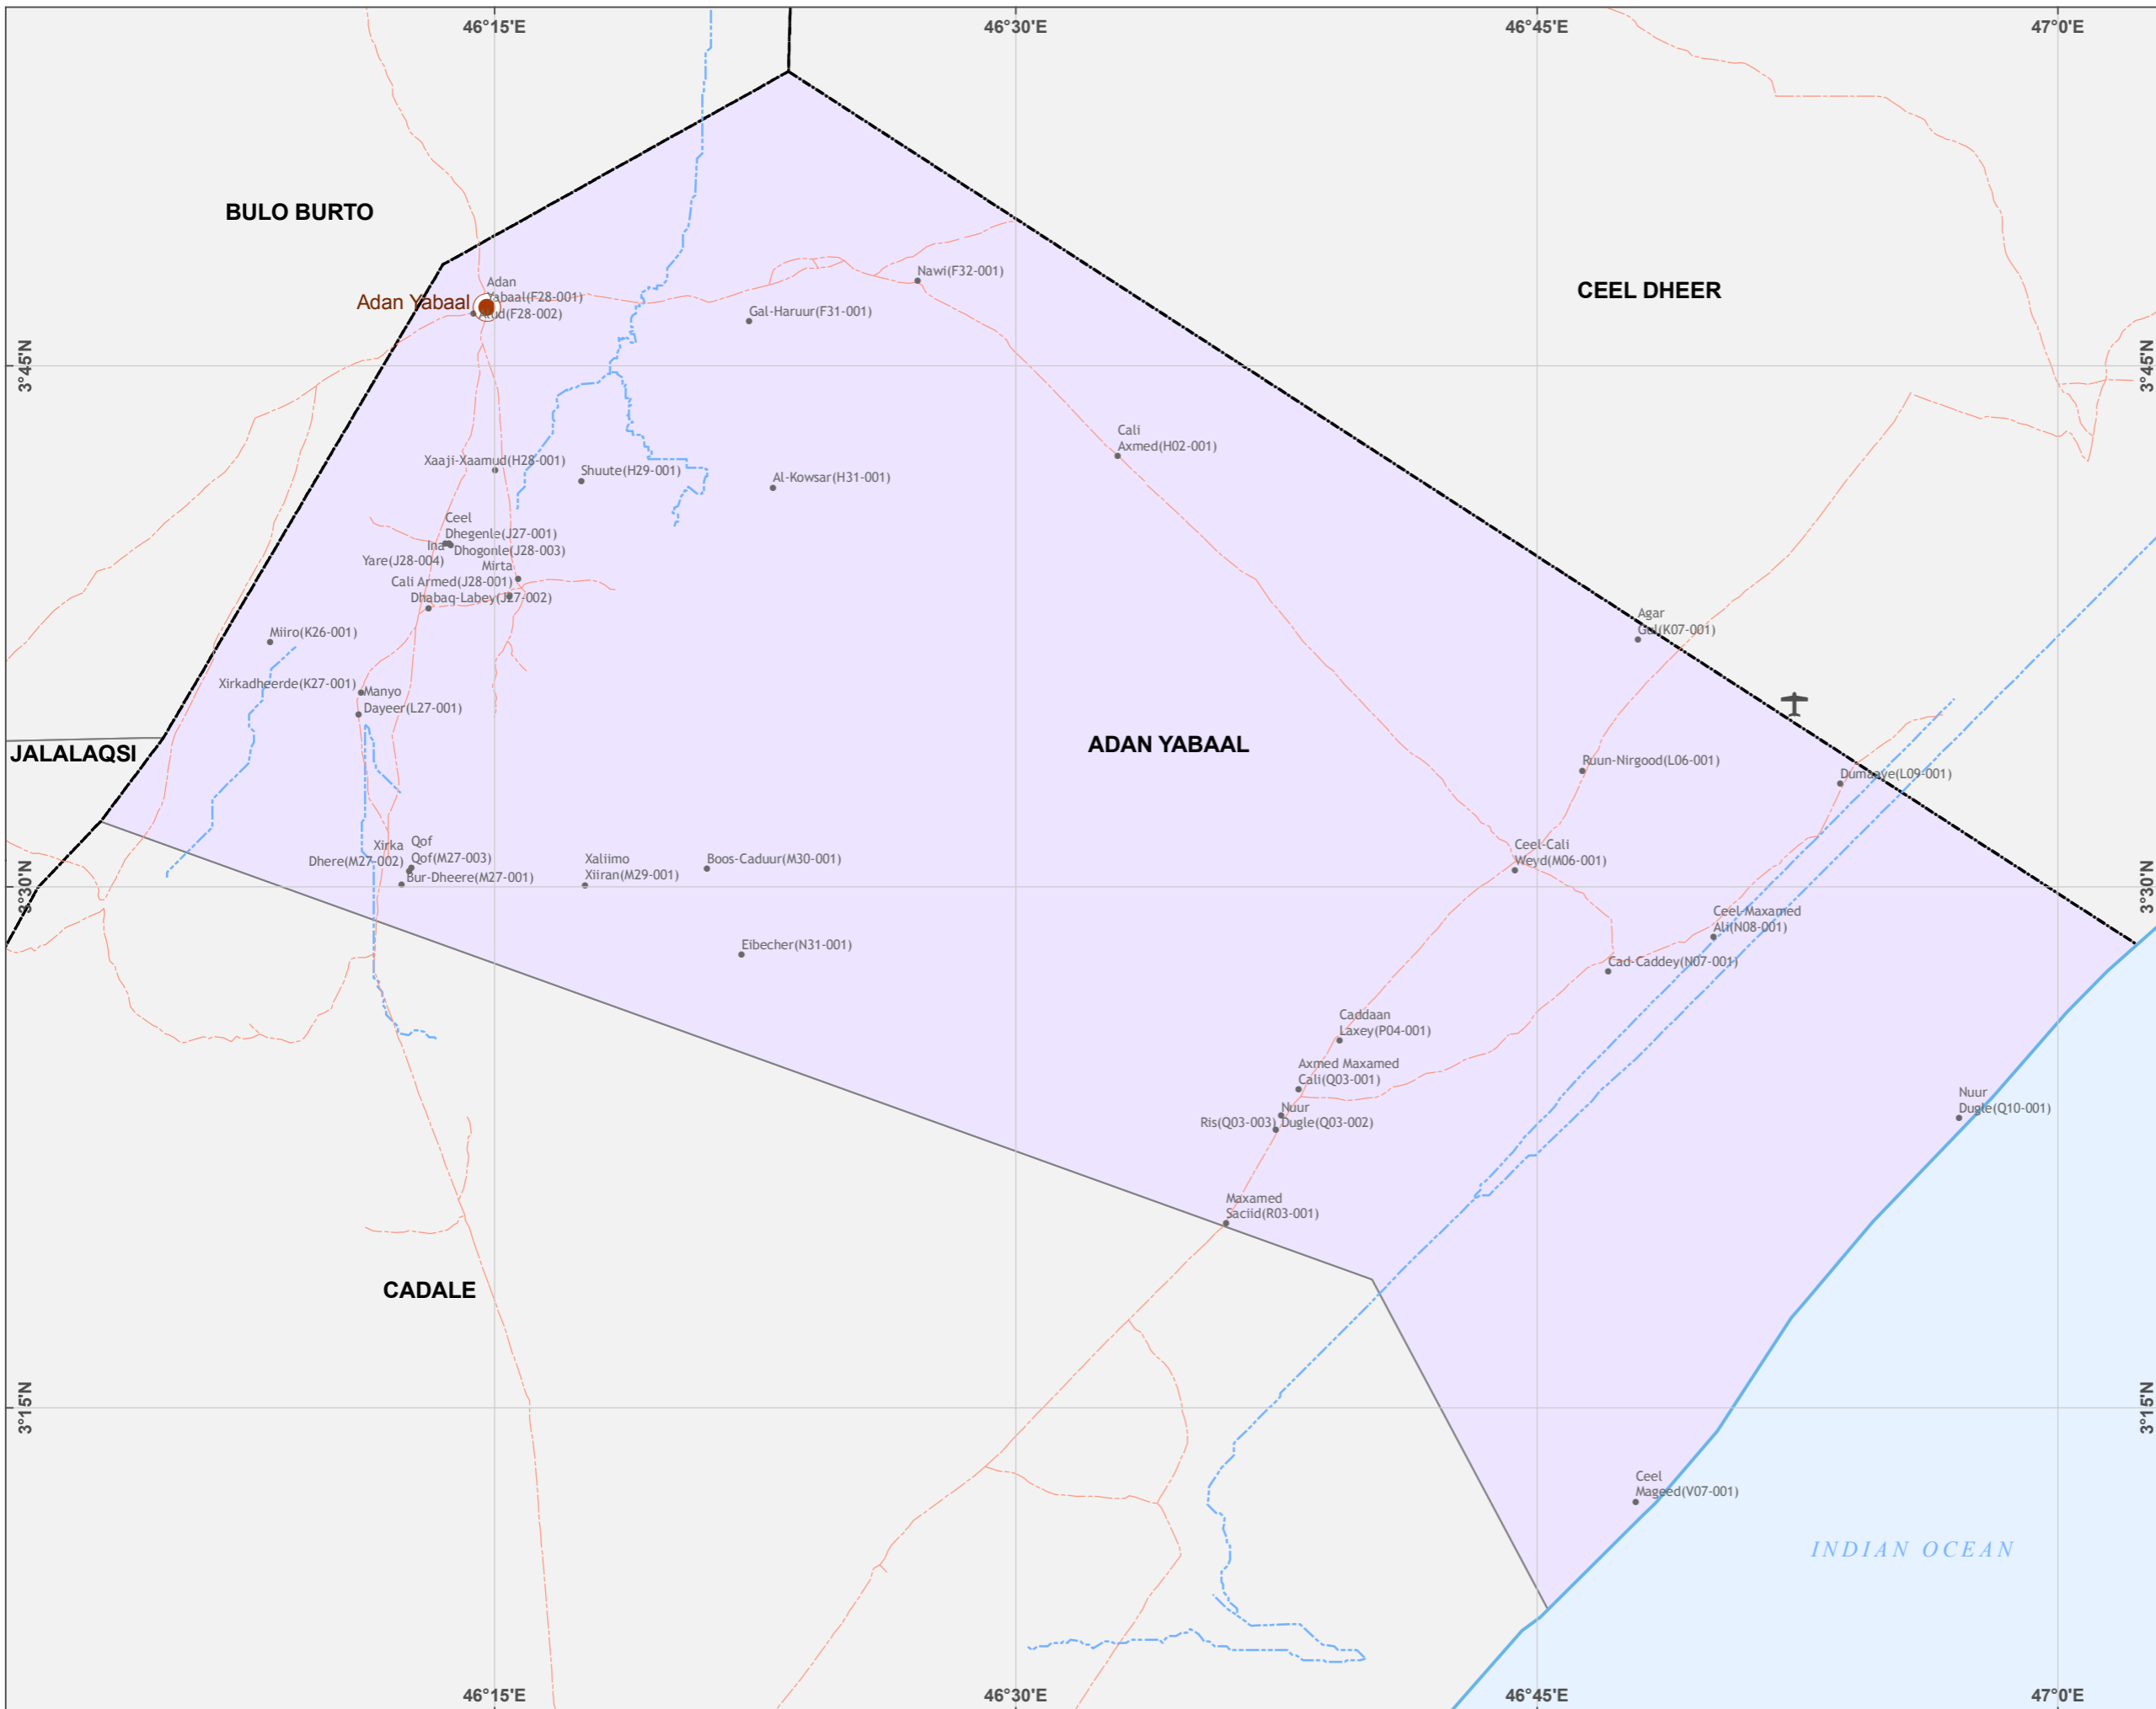 46°15'E
46°30'E
46°45'E
47°0'E
BULO BURTO
CEEL DHEER
Nawi(F32-001)
Adan
Yabaal(F28-001)
Adan Yabaal
Atud(F28-002)
Gal-Haruur(F31-001)
3°45'N
3°45'N
Cali
Axmed(H02-001)
Xaaji-Xaamud(H28-001)
Shuute(H29-001)
Al-Kowsar(H31-001)
Ceel
Dhegenle(J27-001)
Ina
Yare(J28-004)
Dhogonle(J28-003)
Mirta
Cali Armed(J28-001)
Dhabaq-Labey(J27-002)
Agar
Gul(K07-001)
Miiro(K26-001)
Xirkadheerde(K27-001)
Manyo
Dayeer(L27-001)
ADAN YABAAL
JALALAQSI
Ruun-Nirgood(L06-001)
Dumaaye(L09-001)
Xirka
Dhere(M27-002)
Qof
Qof(M27-003)
Bur-Dheere(M27-001)
Xaliimo
Xiiran(M29-001)
Boos-Caduur(M30-001)
Ceel-Cali
Weyd(M06-001)
3°30'N
3°30'N
Ceel-Maxamed
Ali(N08-001)
Eibecher(N31-001)
Cad-Caddey(N07-001)
Caddaan
Laxey(P04-001)
Axmed Maxamed
Cali(Q03-001)
Nuur
Dugle(Q03-002)
Ris(Q03-003)
Nuur
Dugle(Q10-001)
Maxamed
Saciid(R03-001)
CADALE
3°15'N
3°15'N
Ceel
Mageed(V07-001)
INDIAN OCEAN
46°15'E
46°30'E
46°45'E
47°0'E